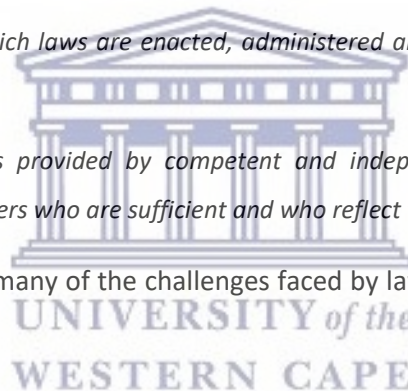 ich laws are enacted, administered a
s provided by competent and indep
ers who are sufficient and who reflect
many of the challenges faced by la
UNIVERSITY of the
WESTERN CAPE